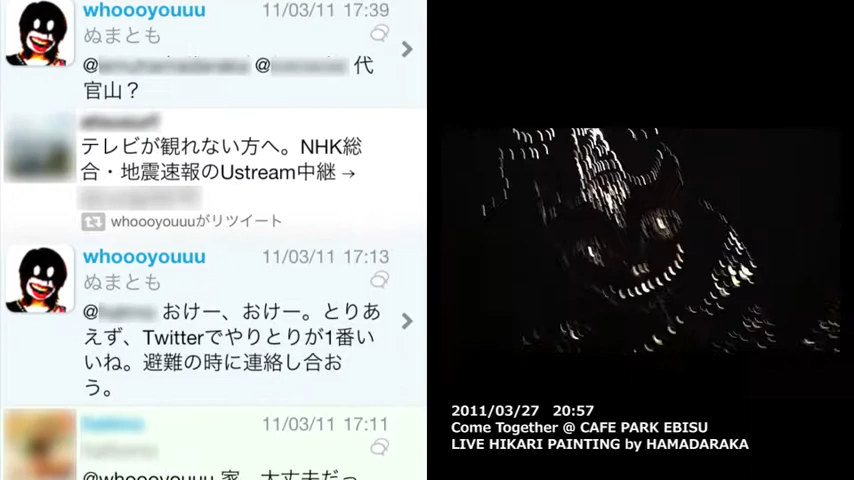 whoooyouuu 11/03/11 17:39
ぬまとも
@ @ 代
官山？
テレビが観れない方へ。NHK総
合・地震速報のUstream中継→
whoooyouuuがリツイート
whoooyouuu 11/03/11 17:13
ぬまとも
@ おけー、おけー。とりあ
えず、Twitterでやりとりが1番い
いね。避難の時に連絡し合お
う。
11/03/11 17:11
@whoooyouuu 家、大丈夫だっ
2011/03/27 20:57
Come Together @ CAFE PARK EBISU
LIVE HIKARI PAINTING by HAMADARAKA